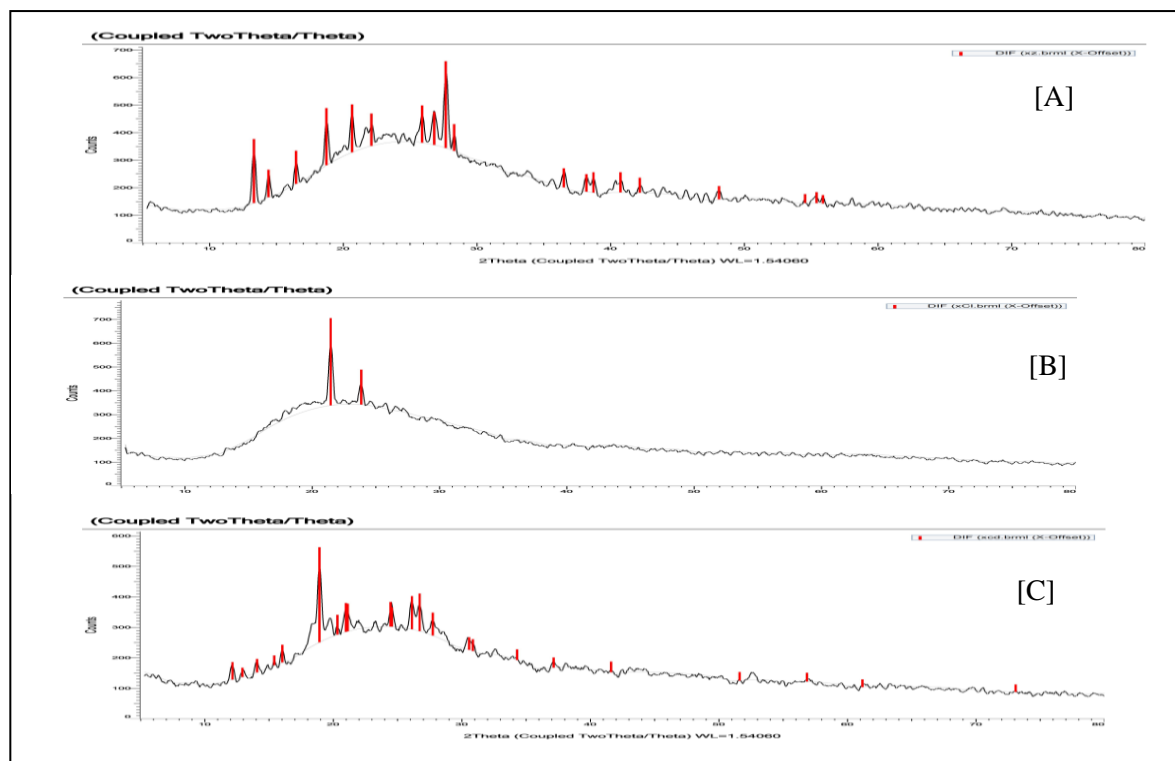 (Coupled TwoTheta/Theta)
DIF (xz.brml (X-Offset))
[A]
700
600
500
400
300
200
100
0
Counts
10 20 30 40 50 60 70 80
2Theta (Coupled TwoTheta/Theta) WL=1.54060
(Coupled TwoTheta/Theta)
DIF (xCl.brml (X-Offset))
[B]
700
600
500
400
300
200
100
0
Counts
10 20 30 40 50 60 70 80
(Coupled TwoTheta/Theta)
DIF (xcd.brml (X-Offset))
[C]
600
500
400
300
200
100
0
Counts
10 20 30 40 50 60 70 80
2Theta (Coupled TwoTheta/Theta) WL=1.54060